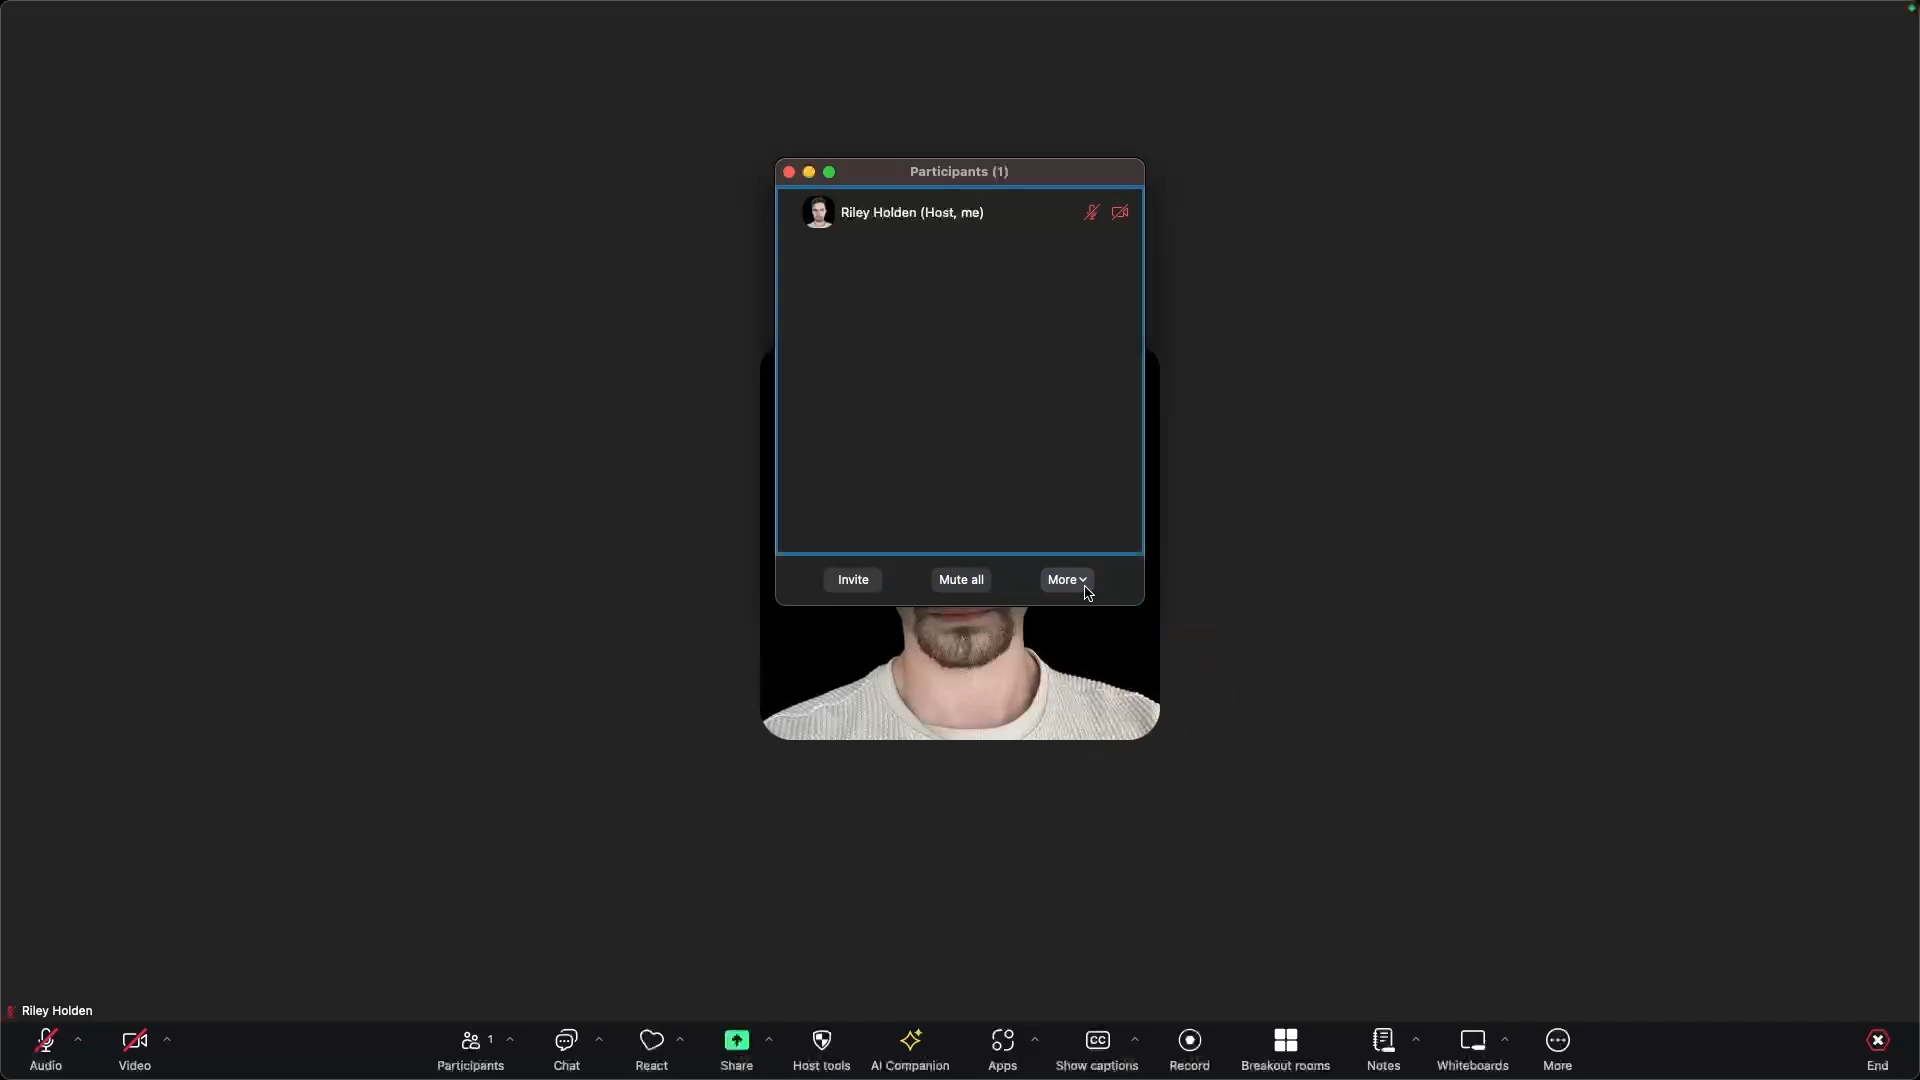 Participants (1)
Riley Holden (Host, me)
Invite Mute all More
Riley Holden
1
Audio Video Participants Chat React Share Host tools AI Companion Apps Show captions Record Breakout rooms Notes Whiteboards More End
CC